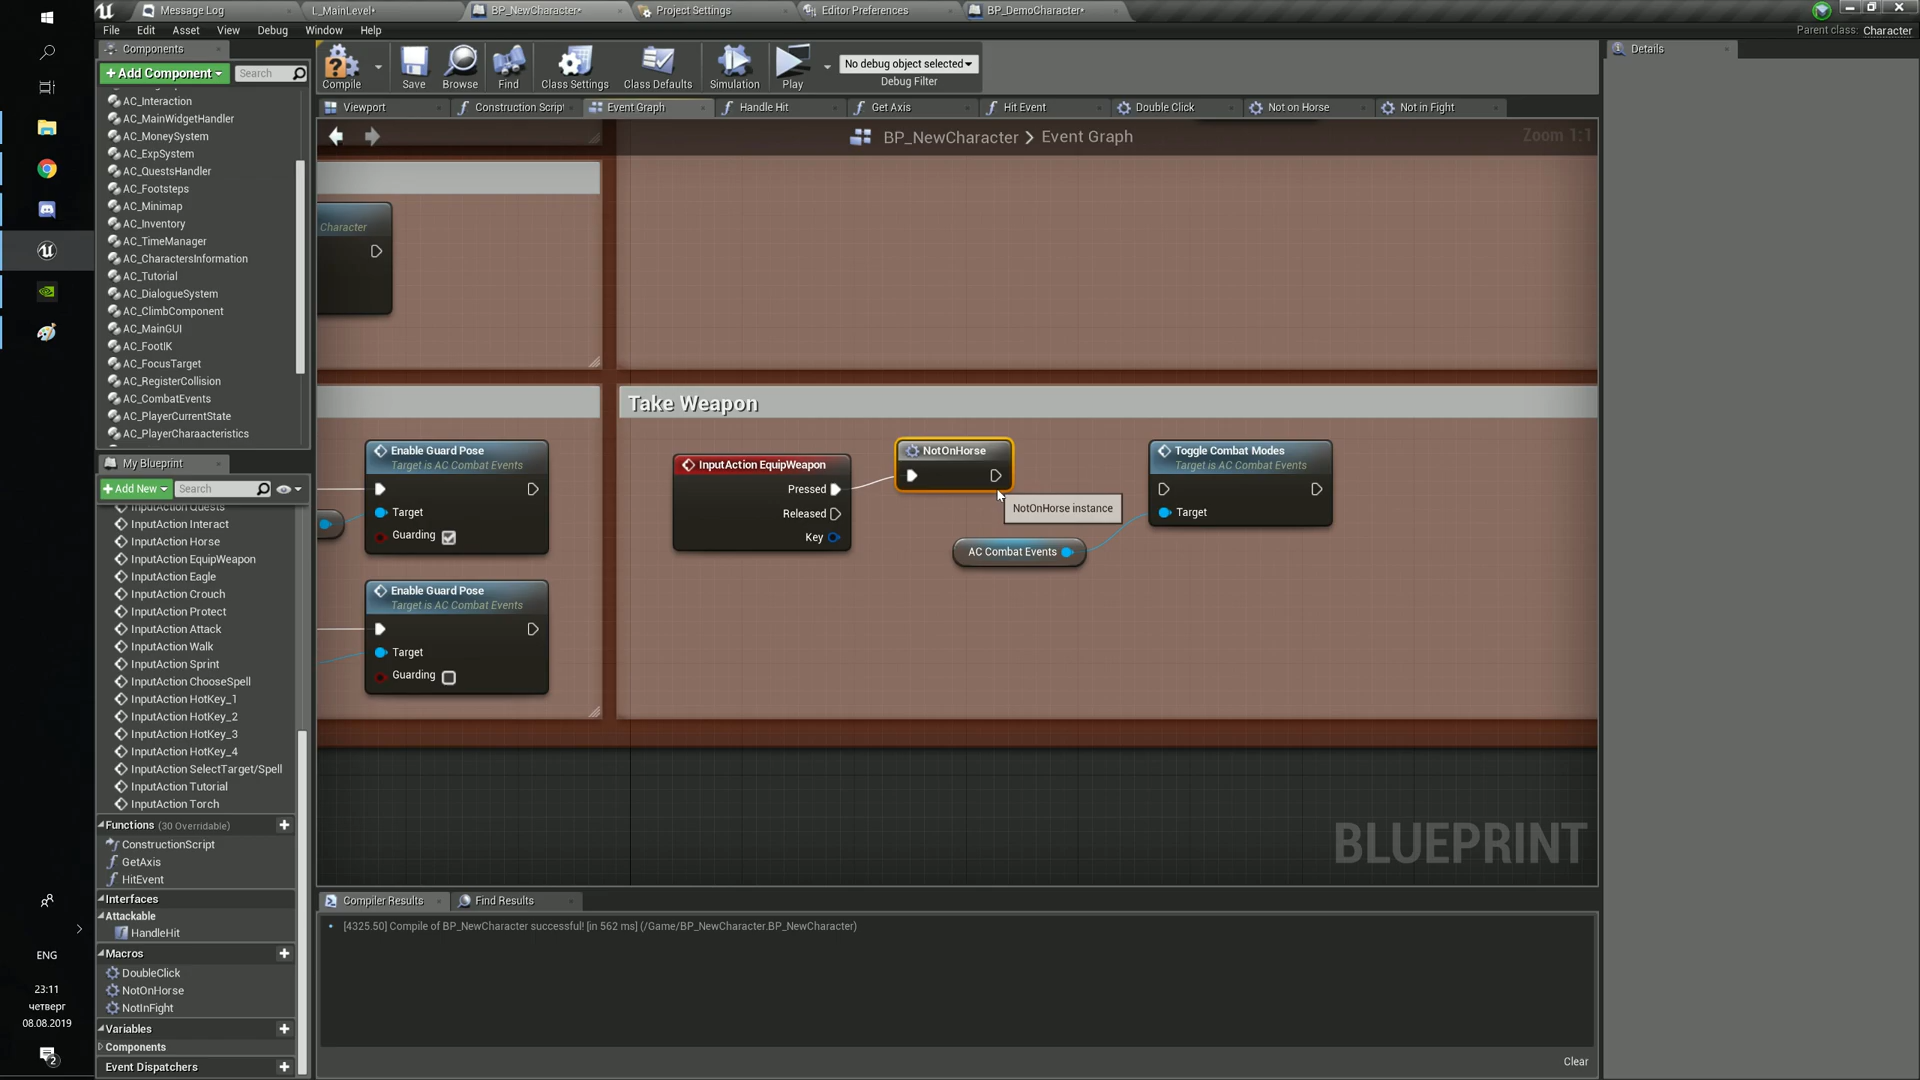 Message Log
L_MainLevel*
BP_NewCharacter*
Project Settings
Editor Preferences
BP_DemoCharacter*
File Edit Asset View Debug Window Help
Parent class: Character
Components
+Add Component
Search
AC_Interaction
AC_MainWidgetHandler
AC_MoneySystem
AC_ExpSystem
AC_QuestsHandler
AC_Footsteps
AC_Minimap
AC_Inventory
AC_TimeManager
AC_ChartersInformation
AC_Tutorial
AC_DialogueSystem
AC_ClimbComponent
AC_MainGUI
AC_FootIK
AC_FocusTarget
AC_RegisterCollision
AC_CombatEvents
AC_PlayerCurrentState
AC_PlayerCharaacteristics
My Blueprint
+Add New
Search
InputAction Quests
InputAction Interact
InputAction Horse
InputAction EquipWeapon
InputAction Eagle
InputAction Crouch
InputAction Protect
InputAction Attack
InputAction Walk
InputAction Sprint
InputAction ChooseSpell
InputAction HotKey_1
InputAction HotKey_2
InputAction HotKey_3
InputAction HotKey_4
InputAction SelectTarget/Spell
InputAction Tutorial
InputAction Torch
Functions (30 Overridable)
ConstructionScript
GetAxis
HitEvent
Interfaces
Attackable
HandleHit
Macros
DoubleClick
NotOnHorse
NotInFight
Variables
Components
Event Dispatchers
Compile
Save
Browse
Find
Class Settings
Class Defaults
Simulation
Play
No debug object selected
Debug Filter
Details
Viewport
Construction Scrip
Event Graph
Handle Hit
Get Axis
Hit Event
Double Click
Not on Horse
Not in Fight
BP_NewCharacter > Event Graph
Zoom 1:1
Character
Take Weapon
Enable Guard Pose
Target is AC Combat Events
Target
Guarding
Enable Guard Pose
Target is AC Combat Events
Target
Guarding
InputAction EquipWeapon
Pressed
Released
Key
NotOnHorse
NotOnHorse instance
AC Combat Events
Toggle Combat Modes
Target is AC Combat Events
Target
BLUEPRINT
Compiler Results
Find Results
[4325.50] Compile of BP_NewCharacter successful! [in 562 ms] (/Game/BP_NewCharacter.BP_NewCharacter)
Clear
ENG
23:11
четверг
08.08.2019
2